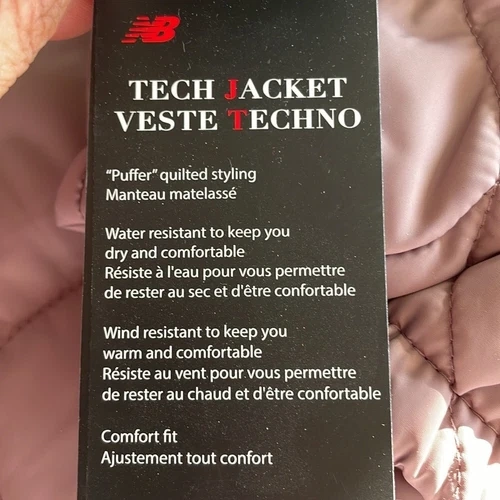 NB
TECH JACKET
VESTE TECHNO
“Puffer” quilted styling
Manteau matelassé
Water resistant to keep you
dry and comfortable
Résiste à l'eau pour vous permettre
de rester au sec et d'être confortable
Wind resistant to keep you
warm and comfortable
Résiste au vent pour vous permettre
de rester au chaud et d'être confortable
Comfort fit
Ajustement tout confort